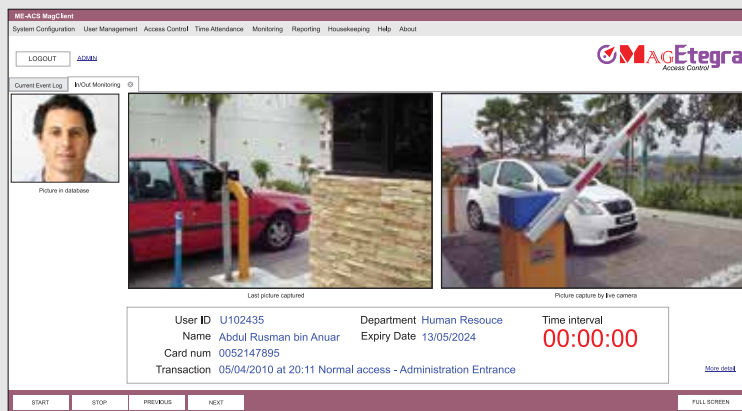 ME-ACS MagClient
System Configuration User Management Access Control Time Attendance Monitoring Reporting Housekeeping Help About
LOGOUT ADMIN
MAGEtegra
Access Control
Current Event Log In/Out Monitoring
Picture in database
Last picture captured
Picture capture by live camera
User ID U102435 Department Human Resouce Time interval
Name Abdul Rusman bin Anuar Expiry Date 13/05/2024 00:00:00
Card num 0052147895
Transaction 05/04/2010 at 20:11 Normal access - Administration Entrance
More detail
START STOP PREVIOUS NEXT FULL SCREEN